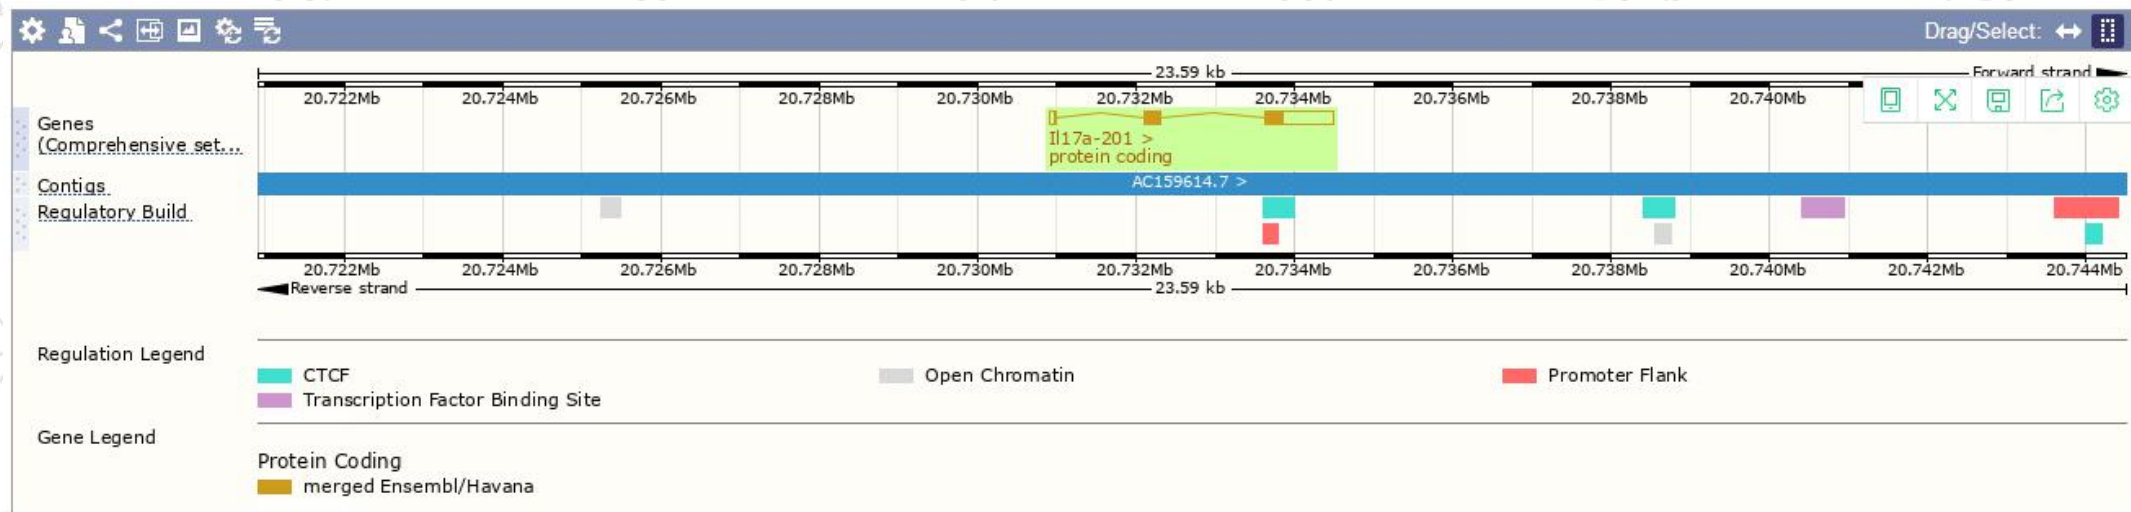 Drag/Select:
23.59 kb
Forward strand
20.722Mb 20.724Mb 20.726Mb 20.728Mb 20.730Mb 20.732Mb 20.734Mb 20.736Mb 20.738Mb 20.740Mb
Genes
(Comprehensive set...
Il17a-201 >
protein coding
Contigs
AC159614.7 >
Regulatory Build
20.722Mb 20.724Mb 20.726Mb 20.728Mb 20.730Mb 20.732Mb 20.734Mb 20.736Mb 20.738Mb 20.740Mb 20.742Mb 20.744Mb
Reverse strand
23.59 kb
Regulation Legend
CTCF
Open Chromatin
Promoter Flank
Transcription Factor Binding Site
Gene Legend
Protein Coding
merged Ensembl/Havana